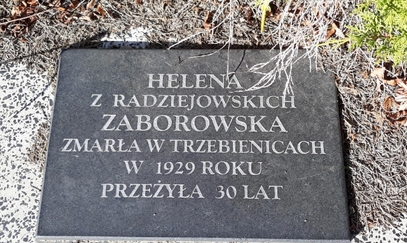 HELENA
Z RADZIEJOWSKICH
ZABOROWSKA
ZMARŁA W TRZEBIENICACH
W 1929 ROKU
PRZEŻYŁA 30 LAT